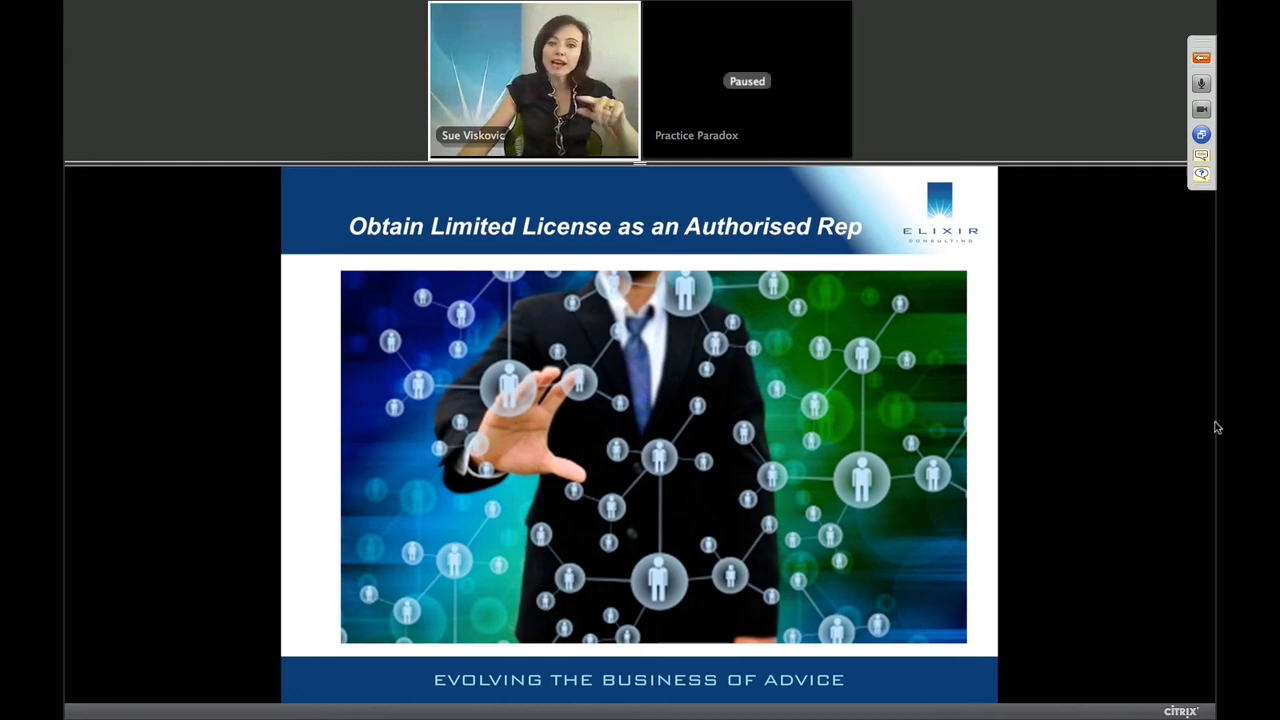 Paused
Sue Viskovic
Practice Paradox
Obtain Limited License as an Authorised Rep
ELIXIR
CONSULTING
EVOLVING THE BUSINESS OF ADVICE
CITRIX